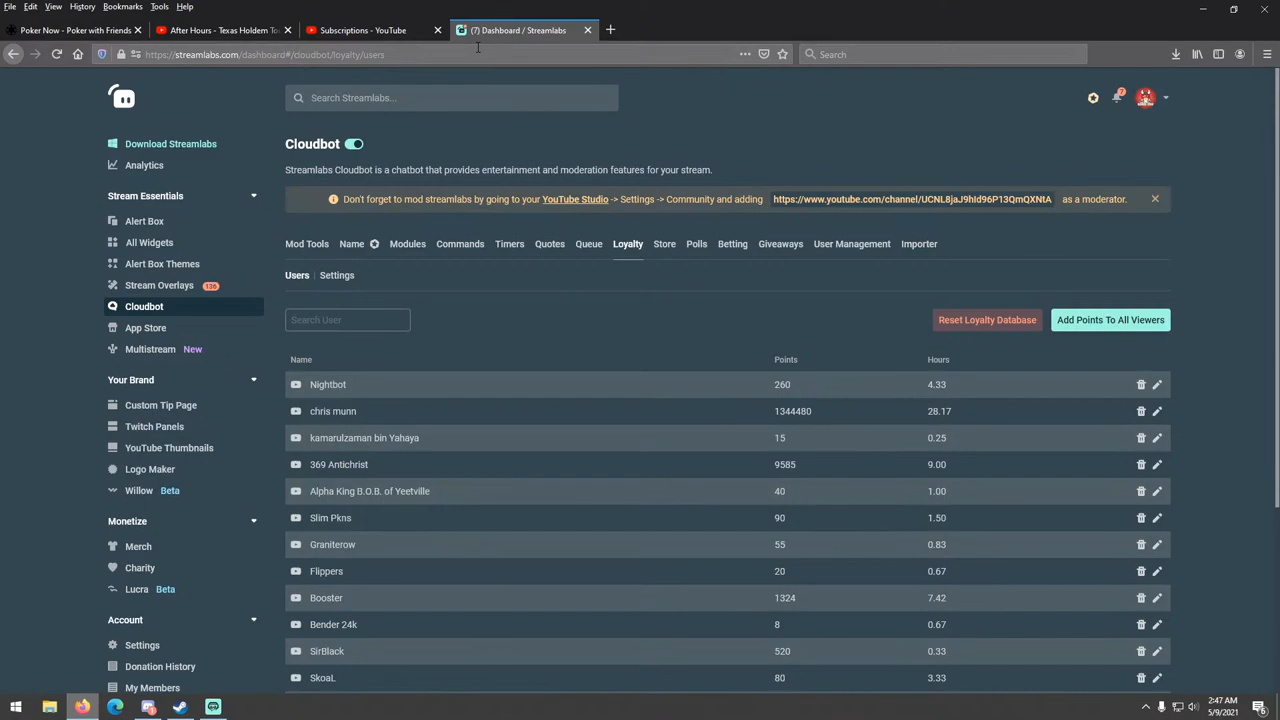 File Edit View History Bookmarks Tools Help
Poker Now - Poker with Friends
After Hours - Texas Holdem To
Subscriptions - YouTube
(7) Dashboard / Streamlabs
https://streamlabs.com/dashboard#/cloudbot/loyalty/users
Search
Search Streamlabs...
7
Download Streamlabs
Analytics
Stream Essentials
Alert Box
All Widgets
Alert Box Themes
Stream Overlays 136
Cloudbot
App Store
Multistream New
Your Brand
Custom Tip Page
Twitch Panels
YouTube Thumbnails
Logo Maker
Willow Beta
Monetize
Merch
Charity
Lucra Beta
Account
Settings
Donation History
My Members
Cloudbot
Streamlabs Cloudbot is a chatbot that provides entertainment and moderation features for your stream.
Don't forget to mod streamlabs by going to your YouTube Studio -> Settings -> Community and adding https://www.youtube.com/channel/UCNL8jaJ9hId96P13QmQXNtA as a moderator.
Mod Tools Name Modules Commands Timers Quotes Queue Loyalty Store Polls Betting Giveaways User Management Importer
Users | Settings
Search User
Reset Loyalty Database
Add Points To All Viewers
Name Points Hours
Nightbot 260 4.33
chris munn 1344480 28.17
kamarulzaman bin Yahaya 15 0.25
369 Antichrist 9585 9.00
Alpha King B.O.B. of Yeetville 40 1.00
Slim Pkns 90 1.50
Graniterow 55 0.83
Flippers 20 0.67
Booster 1324 7.42
Bender 24k 8 0.67
SirBlack 520 0.33
SkoaL 80 3.33
2:47 AM
5/9/2021